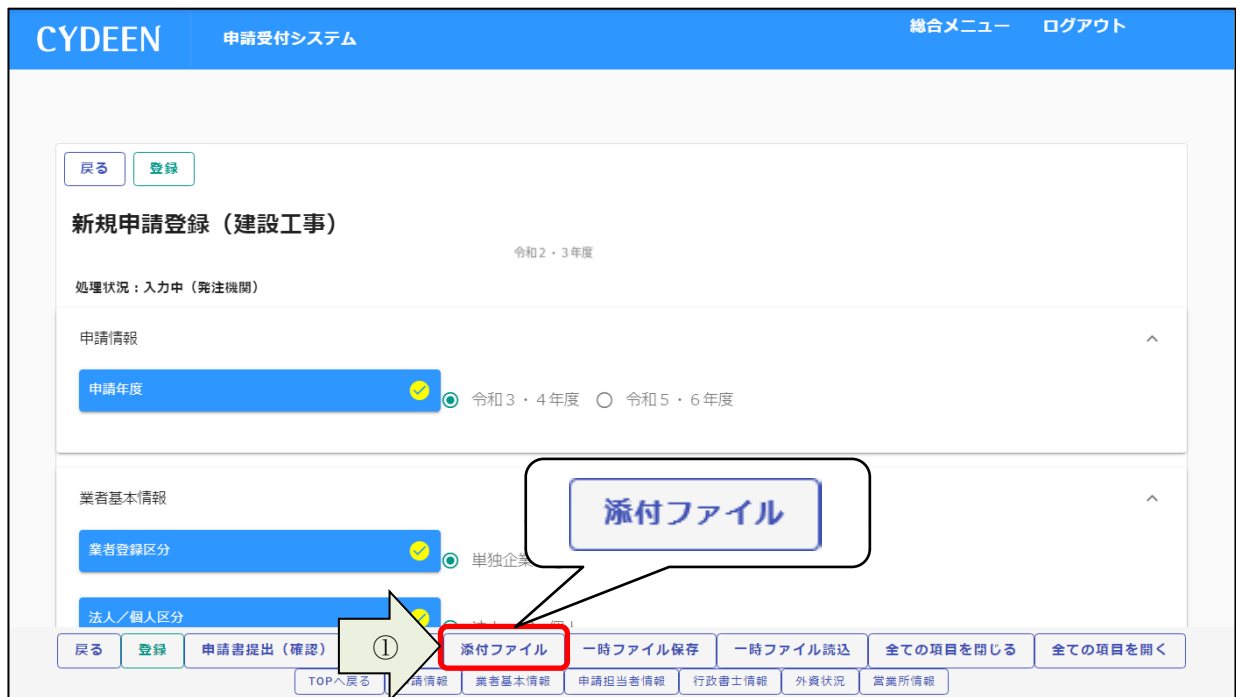 CYDEEN 申請受付システム 総合メニュー ログアウト
戻る 登録
新規申請登録（建設工事）
令和2・3年度
処理状況：入力中（発注機関）
申請情報
申請年度 令和3・4年度 令和5・6年度
業者基本情報
添付ファイル
業者登録区分 単独企業
法人／個人区分
戻る 登録 申請書提出（確認） ① 添付ファイル 一時ファイル保存 一時ファイル読込 全ての項目を閉じる 全ての項目を開く
TOPへ戻る 請情報 業者基本情報 申請担当者情報 行政書士情報 外資状況 営業所情報